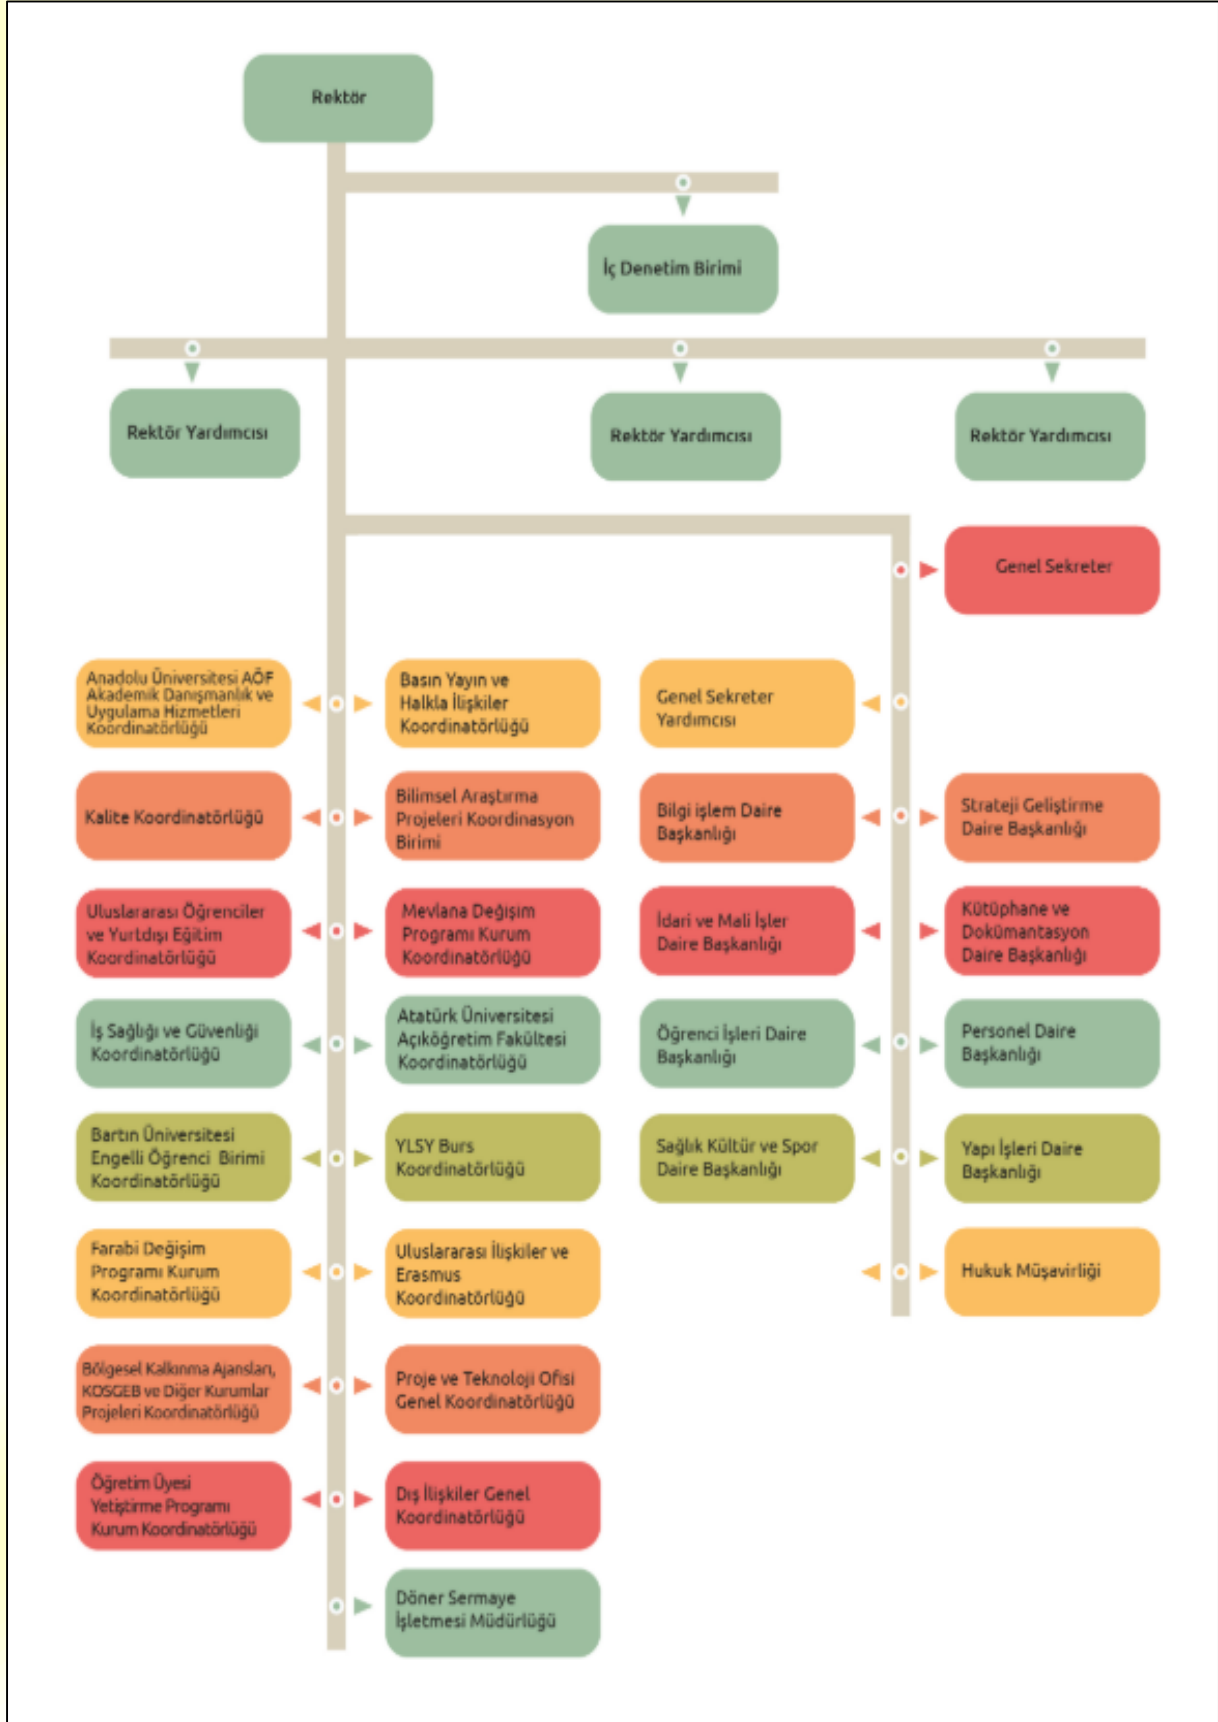 Rektör
İç Denetim Birimi
Rektör Yardımcısı
Rektör Yardımcısı
Rektör Yardımcısı
Genel Sekreter
Anadolu Üniversitesi AÖF
Akademik Danışmanlık ve
Uygulama Hizmetleri
Koordinatörlüğü
Basın Yayın ve
Halkla İlişkiler
Koordinatörlüğü
Genel Sekreter
Yardımcısı
Kalite Koordinatörlüğü
Bilimsel Araştırma
Projeleri Koordinasyon
Birimi
Bilgi işlem Daire
Başkanlığı
Strateji Geliştirme
Daire Başkanlığı
Uluslararası Öğrenciler
ve Yurtdışı Eğitim
Koordinatörlüğü
Mevlana Değişim
Programı Kurum
Koordinatörlüğü
İdari ve Mali İşler
Daire Başkanlığı
Kütüphane ve
Dokümantasyon
Daire Başkanlığı
İş Sağlığı ve Güvenliği
Koordinatörlüğü
Atatürk Üniversitesi
Açıköğretim Fakültesi
Koordinatörlüğü
Öğrenci İşleri Daire
Başkanlığı
Personel Daire
Başkanlığı
Bartın Üniversitesi
Engelli Öğrenci Birimi
Koordinatörlüğü
YLSY Burs
Koordinatörlüğü
Sağlık Kültür ve Spor
Daire Başkanlığı
Yapı İşleri Daire
Başkanlığı
Farabi Değişim
Programı Kurum
Koordinatörlüğü
Uluslararası İlişkiler ve
Erasmus
Koordinatörlüğü
Hukuk Müşavirliği
Bölgesel Kalkınma Ajansları,
KOSGEB ve Diğer Kurumlar
Projeleri Koordinatörlüğü
Proje ve Teknoloji Ofisi
Genel Koordinatörlüğü
Öğretim Üyesi
Yetiştirme Programı
Kurum Koordinatörlüğü
Dış İlişkiler Genel
Koordinatörlüğü
Döner Sermaye
İşletmesi Müdürlüğü